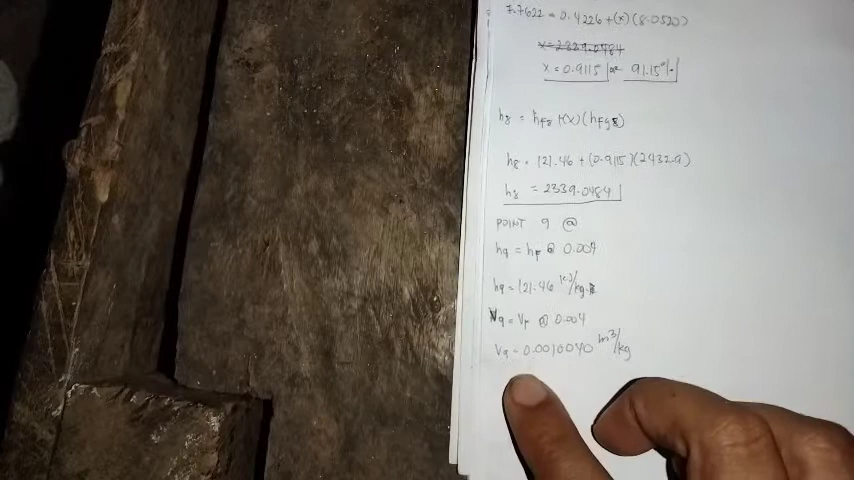 7.7622 = 0.4226 + (x)(8.0520)
x = 2339.0484
x = 0.9115 or 91.15%
h8 = hf8 + (x)(hfg8)
h8 = 121.46 + (0.9115)(2432.9)
h8 = 2339.0484
POINT 9 @
h9 = hf @ 0.004
h9 = 121.46 kJ/kg
V9 = Vf @ 0.004
V9 = 0.0010040 m³/kg